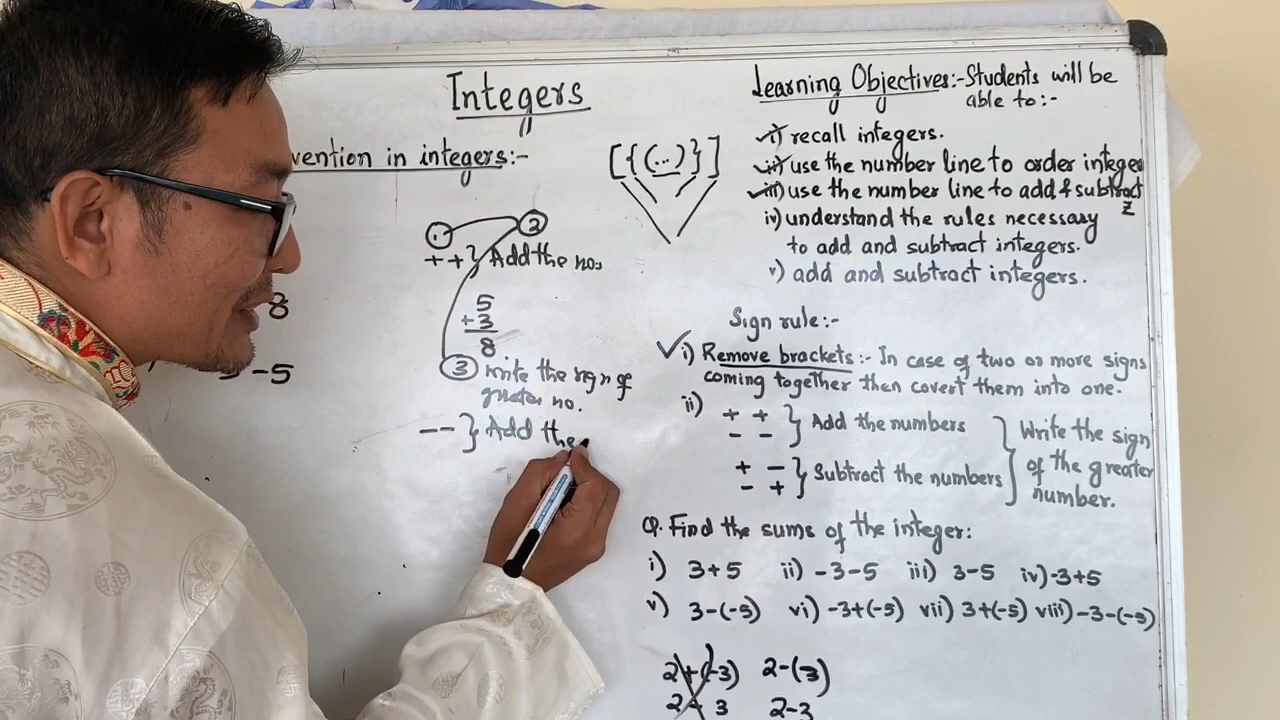 Integers
vention in integers:-
2
+ + } Add the no.
8
5
+3
8
3 Write the sign of
greater no.
-5
- - } Add the
[{(...)}]
Learning Objectives:- Students will be
able to:-
i) recall integers.
ii) use the number line to order integer
iii) use the number line to add & subtract
Z
iv) understand the rules necessary
to add and subtract integers.
v) add and subtract integers.
Sign rule:-
i) Remove brackets:- In case of two or more signs
coming together then covert them into one.
ii) + + } Add the numbers
- -
+ - } Subtract the numbers
- +
} Write the sign
of the greater
number.
Q. Find the sums of the integer:
i) 3+5 ii) -3-5 iii) 3-5 iv) -3+5
v) 3-(-5) vi) -3+(-5) vii) 3+(-5) viii) -3-(-5)
2+(-3) 2-(3)
2-3 2-3